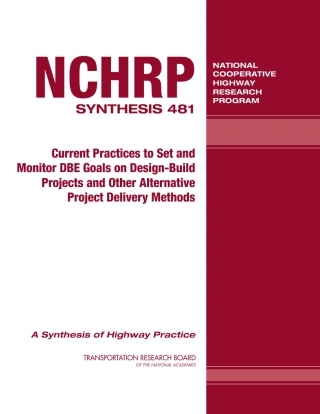 NCHRP
SYNTHESIS 481
NATIONAL
COOPERATIVE
HIGHWAY
RESEARCH
PROGRAM
Current Practices to Set and
Monitor DBE Goals on Design-Build
Projects and Other Alternative
Project Delivery Methods
A Synthesis of Highway Practice
TRANSPORTATION RESEARCH BOARD
OF THE NATIONAL ACADEMIES